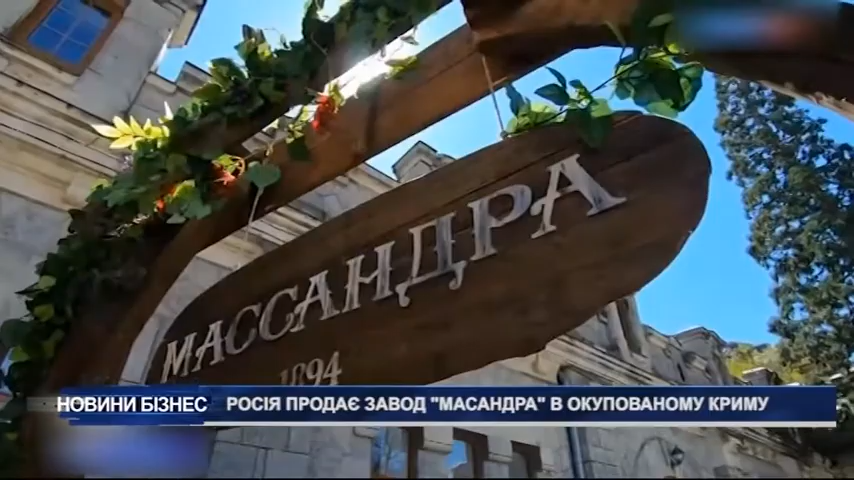 МАССАНДРА
1894
НОВИНИ БІЗНЕС
РОСІЯ ПРОДАЄ ЗАВОД "МАСАНДРА" В ОКУПОВАНОМУ КРИМУ